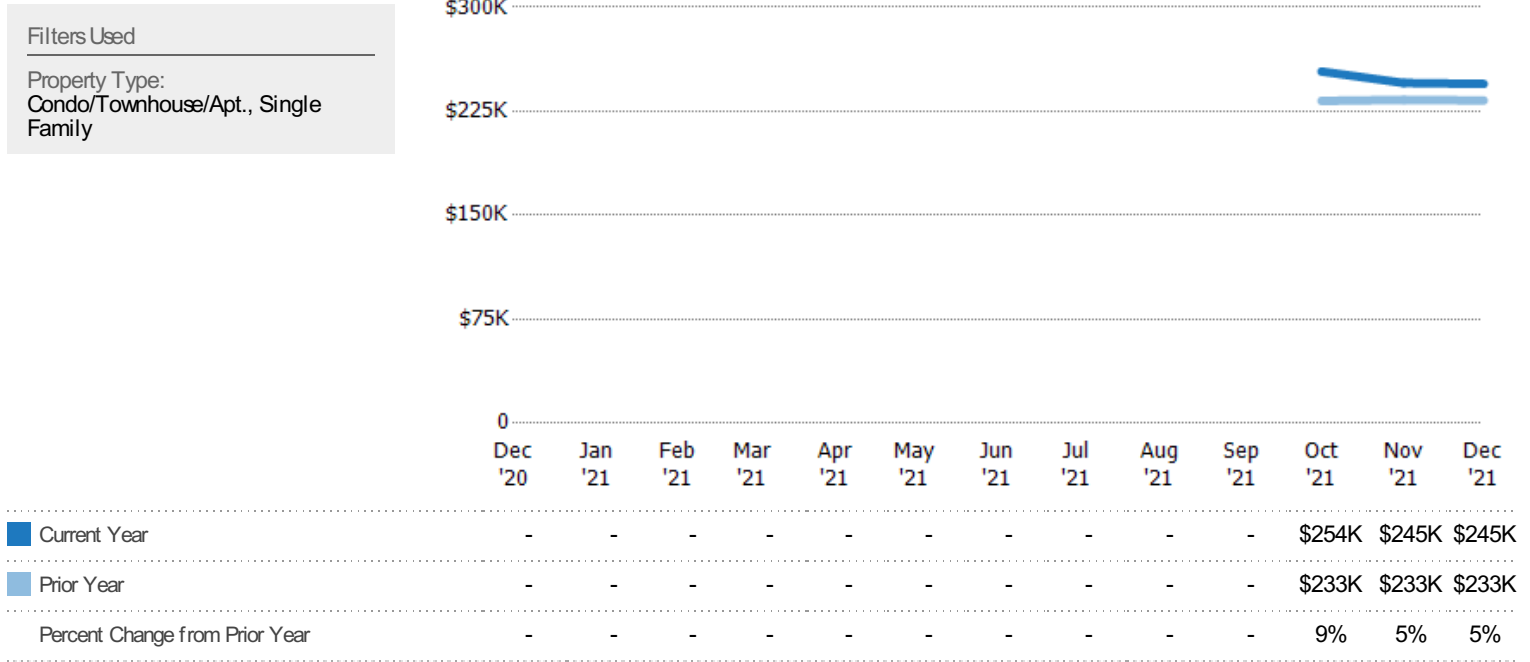 Filters Used
Property Type:
Condo/Townhouse/Apt., Single
Family
$300K
$225K
$150K
$75K
0
Dec Jan Feb Mar Apr May Jun Jul Aug Sep Oct Nov Dec
'20 '21 '21 '21 '21 '21 '21 '21 '21 '21 '21 '21 '21
Current Year - - - - - - - - - - $254K $245K $245K
Prior Year - - - - - - - - - - $233K $233K $233K
Percent Change from Prior Year - - - - - - - - - - 9% 5% 5%